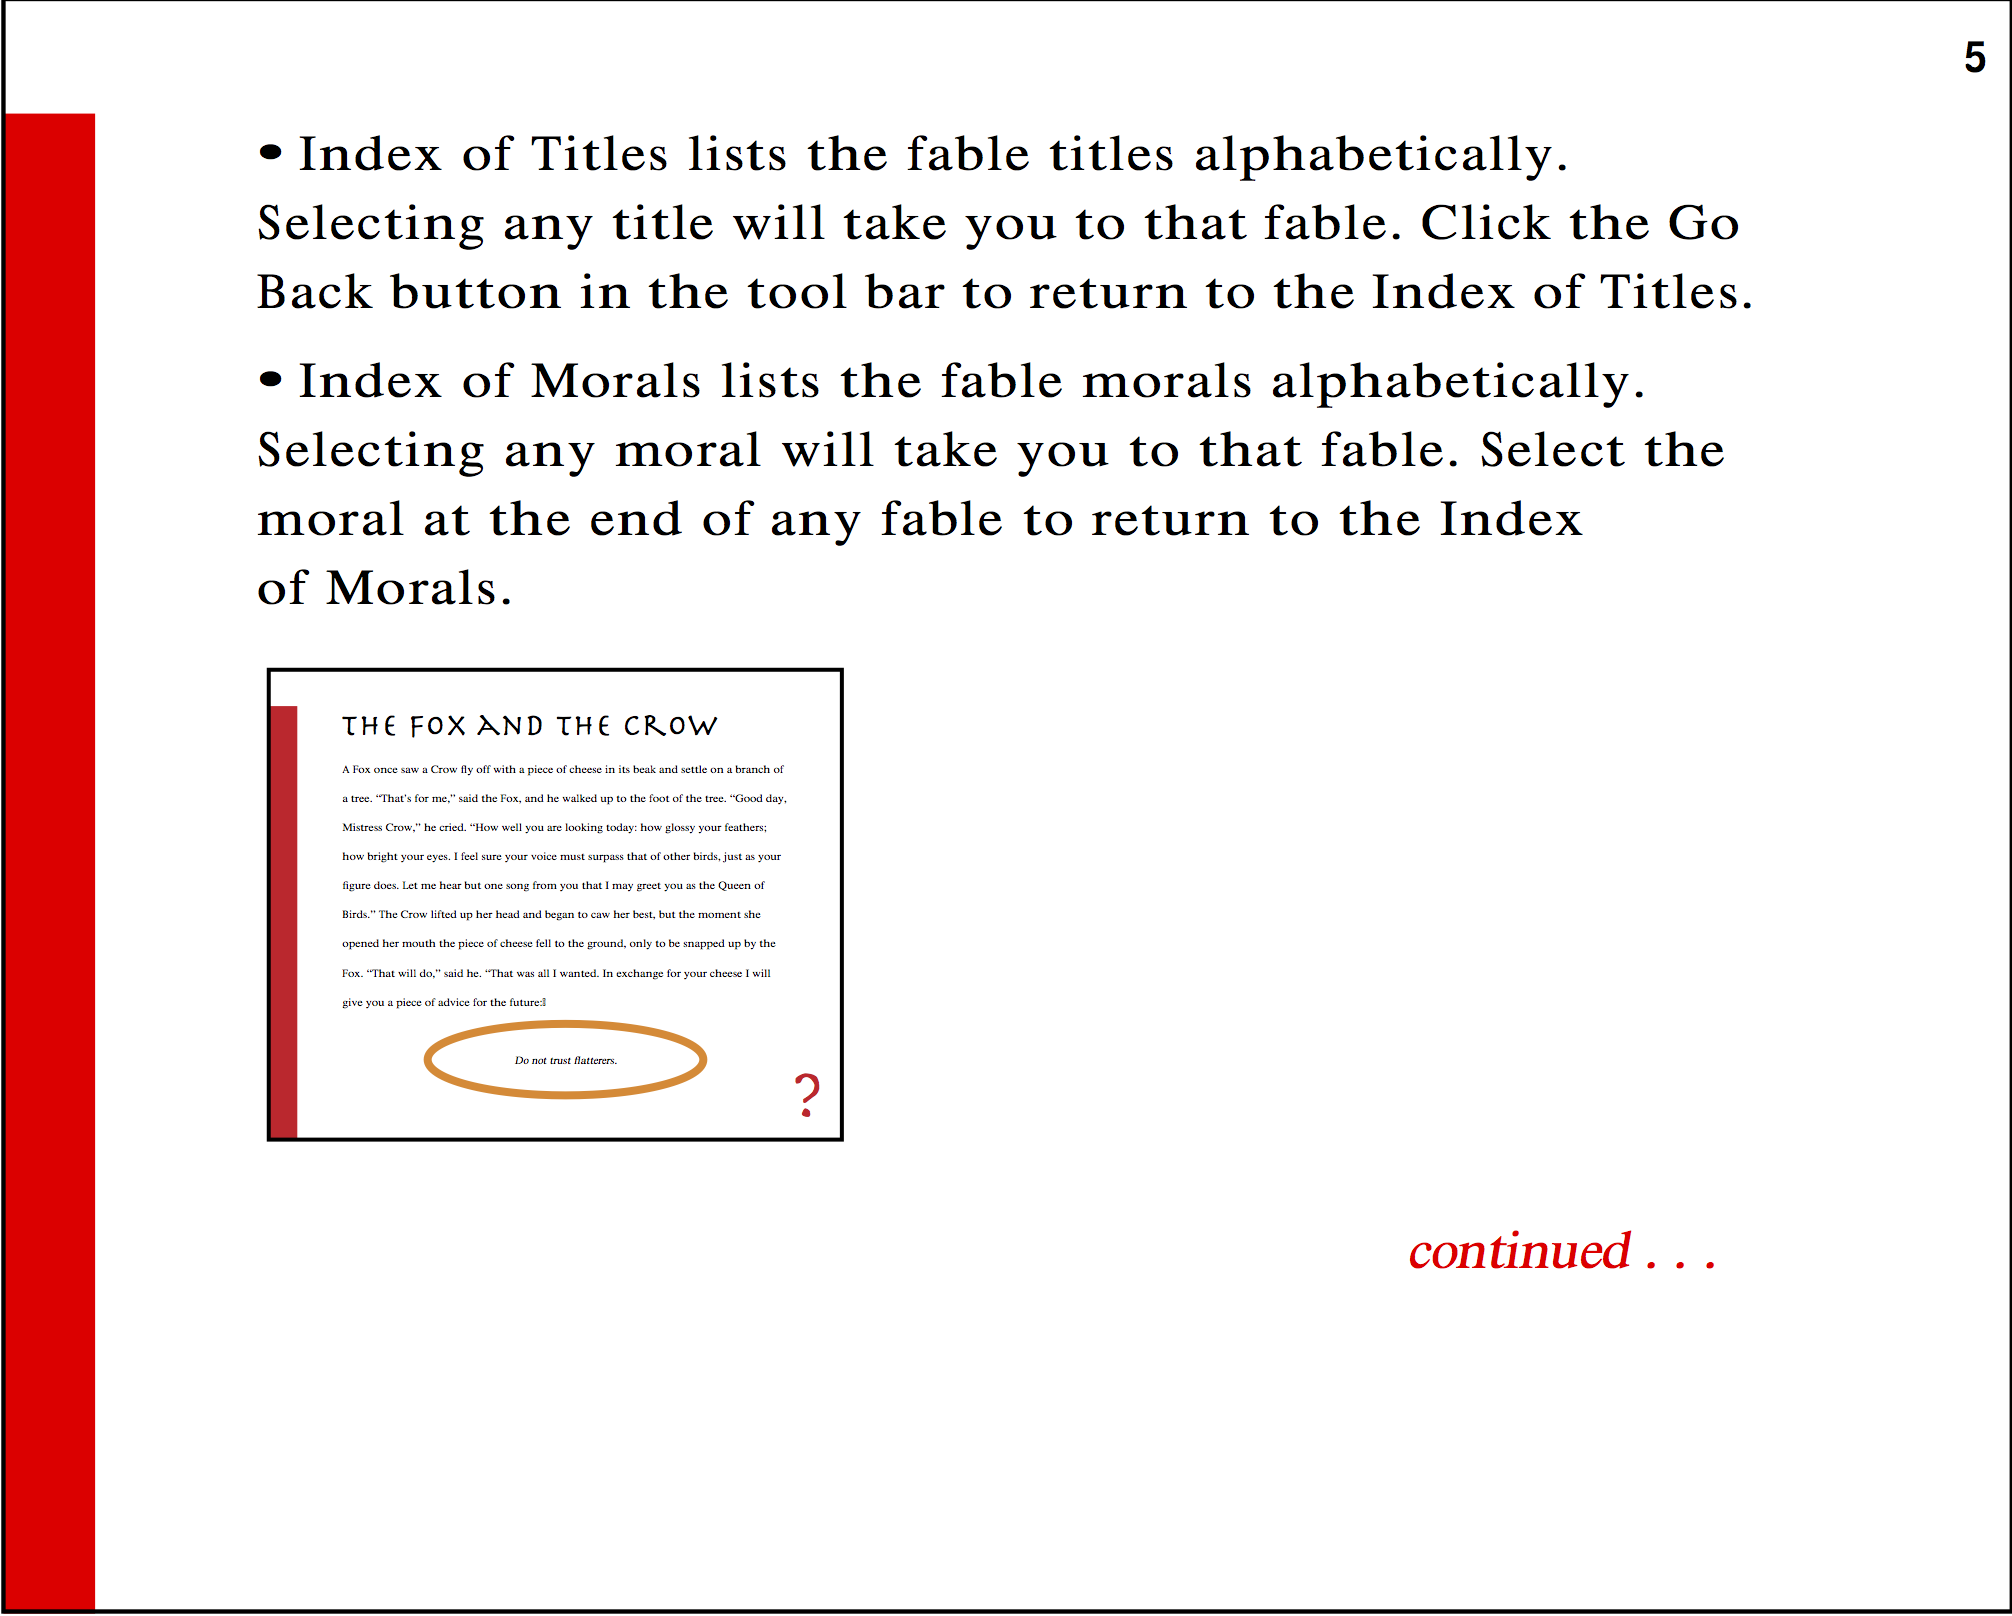 5
• Index of Titles lists the fable titles alphabetically.
Selecting any title will take you to that fable. Click the Go
Back button in the tool bar to return to the Index of Titles.
• Index of Morals lists the fable morals alphabetically.
Selecting any moral will take you to that fable. Select the
moral at the end of any fable to return to the Index
of Morals.
THE FOX AND THE CROW
A Fox once saw a Crow fly off with a piece of cheese in its beak and settle on a branch of
a tree. “That’s for me,” said the Fox, and he walked up to the foot of the tree. “Good day,
Mistress Crow,” he cried. “How well you are looking today: how glossy your feathers;
how bright your eyes. I feel sure your voice must surpass that of other birds, just as your
figure does. Let me hear but one song from you that I may greet you as the Queen of
Birds.” The Crow lifted up her head and began to caw her best, but the moment she
opened her mouth the piece of cheese fell to the ground, only to be snapped up by the
Fox. “That will do,” said he. “That was all I wanted. In exchange for your cheese I will
give you a piece of advice for the future:
Do not trust flatterers.
?
continued . . .